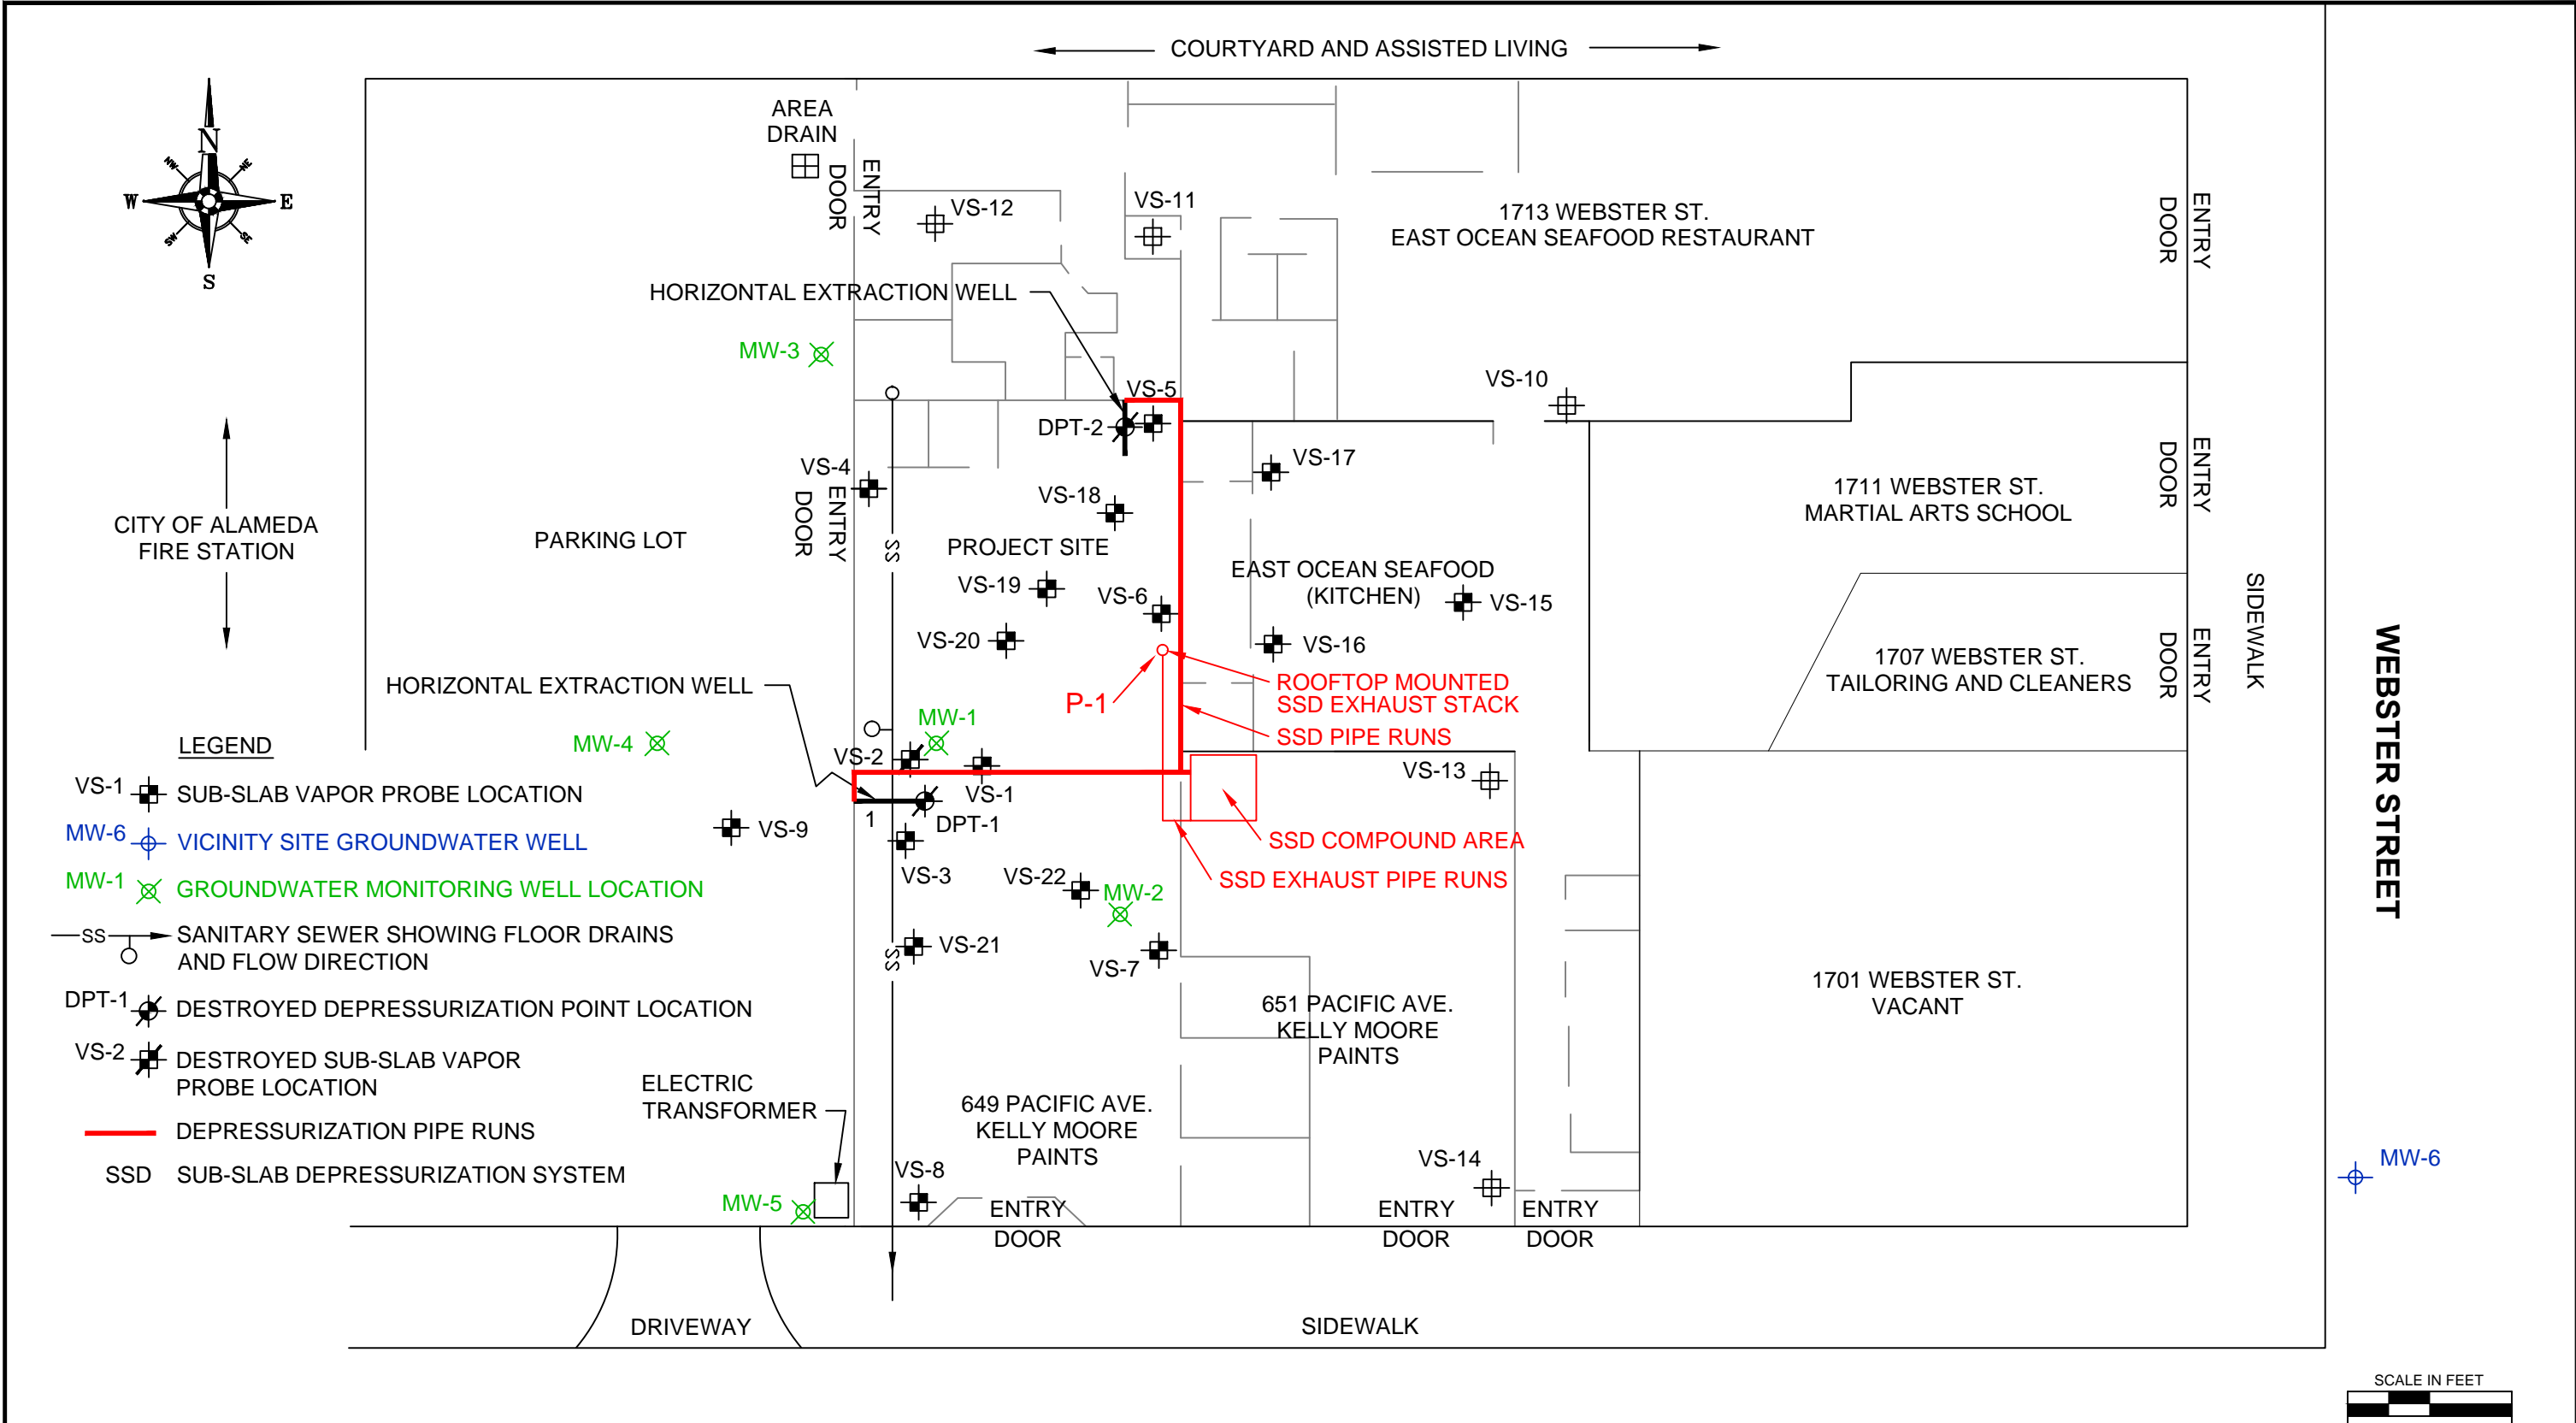 COURTYARD AND ASSISTED LIVING
N
NW
NE
W
E
SW
SE
S
AREA
DRAIN
ENTRY
DOOR
VS-12
VS-11
1713 WEBSTER ST.
EAST OCEAN SEAFOOD RESTAURANT
ENTRY
DOOR
HORIZONTAL EXTRACTION WELL
MW-3
VS-5
VS-10
DPT-2
VS-4
VS-17
ENTRY
DOOR
VS-18
1711 WEBSTER ST.
MARTIAL ARTS SCHOOL
ENTRY
DOOR
CITY OF ALAMEDA
FIRE STATION
PARKING LOT
SS
PROJECT SITE
VS-19
VS-6
EAST OCEAN SEAFOOD
(KITCHEN)
VS-15
VS-20
VS-16
SIDEWALK
WEBSTER STREET
1707 WEBSTER ST.
TAILORING AND CLEANERS
ENTRY
DOOR
HORIZONTAL EXTRACTION WELL
P-1
ROOFTOP MOUNTED
SSD EXHAUST STACK
SSD PIPE RUNS
MW-1
MW-4
VS-2
VS-1
VS-13
1
DPT-1
VS-9
VS-3
SSD COMPOUND AREA
SSD EXHAUST PIPE RUNS
VS-22
MW-2
VS-21
SS
VS-7
651 PACIFIC AVE.
KELLY MOORE
PAINTS
1701 WEBSTER ST.
VACANT
ELECTRIC
TRANSFORMER
649 PACIFIC AVE.
KELLY MOORE
PAINTS
VS-8
VS-14
MW-5
MW-6
ENTRY
DOOR
ENTRY
DOOR
ENTRY
DOOR
DRIVEWAY
SIDEWALK
LEGEND
VS-1 SUB-SLAB VAPOR PROBE LOCATION
MW-6 VICINITY SITE GROUNDWATER WELL
MW-1 GROUNDWATER MONITORING WELL LOCATION
SS SANITARY SEWER SHOWING FLOOR DRAINS
AND FLOW DIRECTION
DPT-1 DESTROYED DEPRESSURIZATION POINT LOCATION
VS-2 DESTROYED SUB-SLAB VAPOR
PROBE LOCATION
DEPRESSURIZATION PIPE RUNS
SSD SUB-SLAB DEPRESSURIZATION SYSTEM
SCALE IN FEET